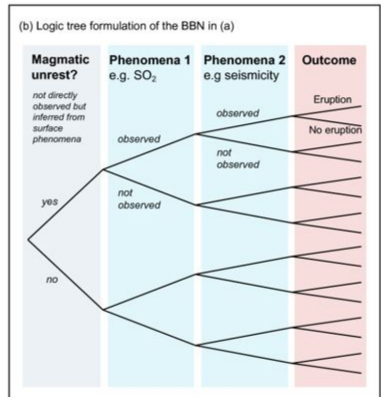 (b) Logic tree formulation of the BBN in (a)
Magmatic
unrest?
not directly
observed but
inferred from
surface
phenomena
Phenomena 1
e.g. SO₂
Phenomena 2
e.g seismicity
Outcome
yes
no
observed
not
observed
observed
not
observed
Eruption
No eruption